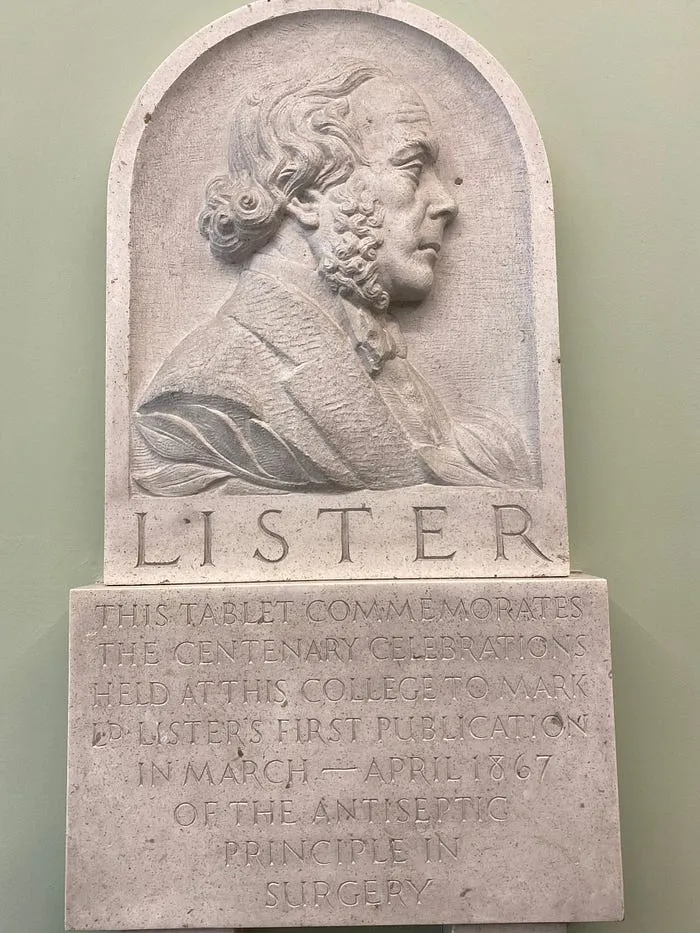 LISTER
THIS TABLET COMMEMORATES
THE CENTENARY CELEBRATIONS
HELD AT THIS COLLEGE TO MARK
LD LISTER'S FIRST PUBLICATION
IN MARCH — APRIL 1867
OF THE ANTISEPTIC
PRINCIPLE IN
SURGERY